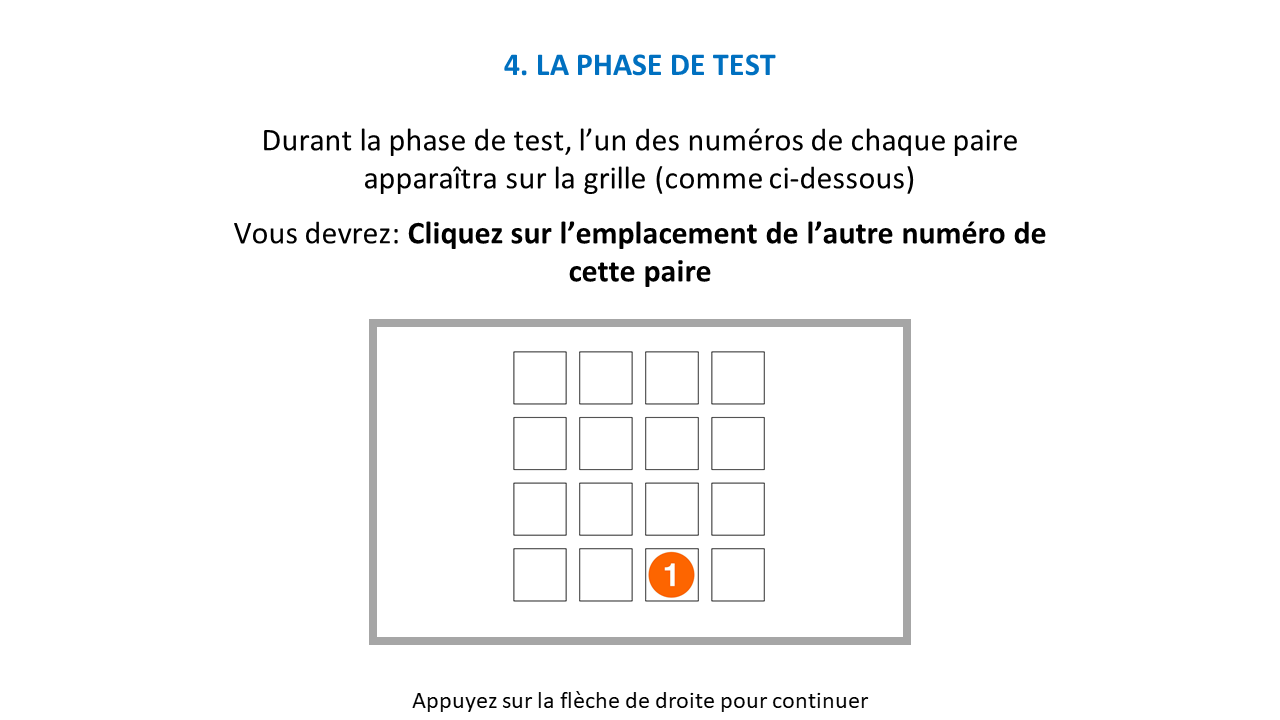 4. LA PHASE DE TEST
Durant la phase de test, l’un des numéros de chaque paire
apparaîtra sur la grille (comme ci-dessous)
Vous devrez: Cliquez sur l’emplacement de l’autre numéro de
cette paire
1
Appuyez sur la flèche de droite pour continuer